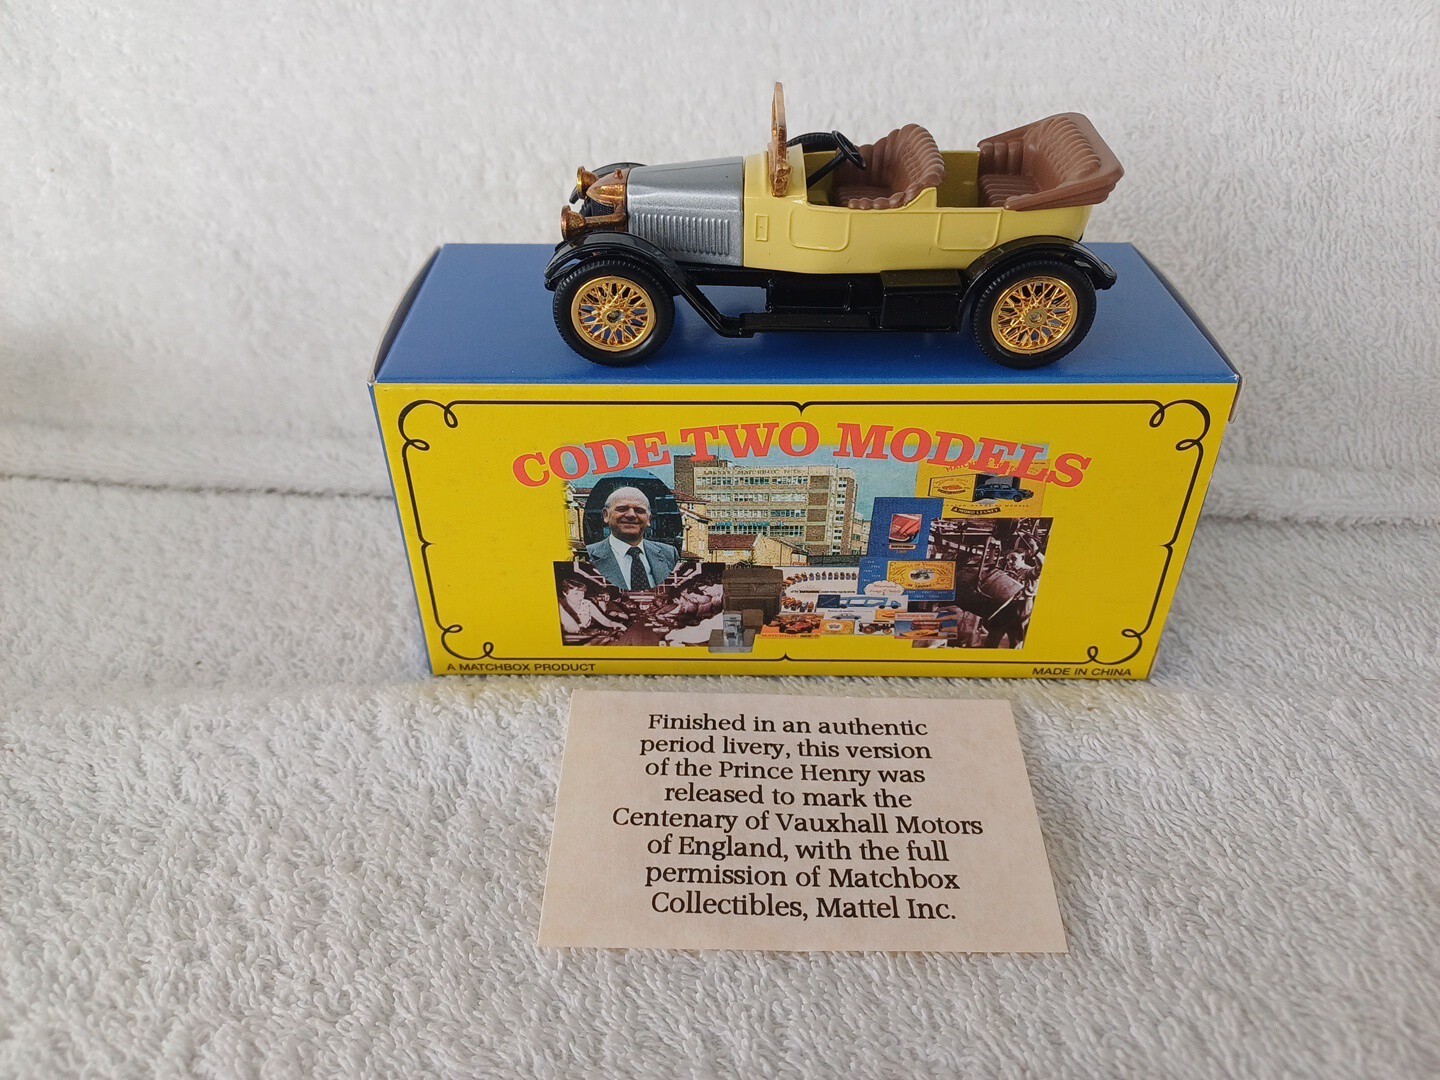 CODE TWO MODELS
A MATCHBOX PRODUCT
MADE IN CHINA
Finished in an authentic
period livery, this version
of the Prince Henry was
released to mark the
Centenary of Vauxhall Motors
of England, with the full
permission of Matchbox
Collectibles, Mattel Inc.